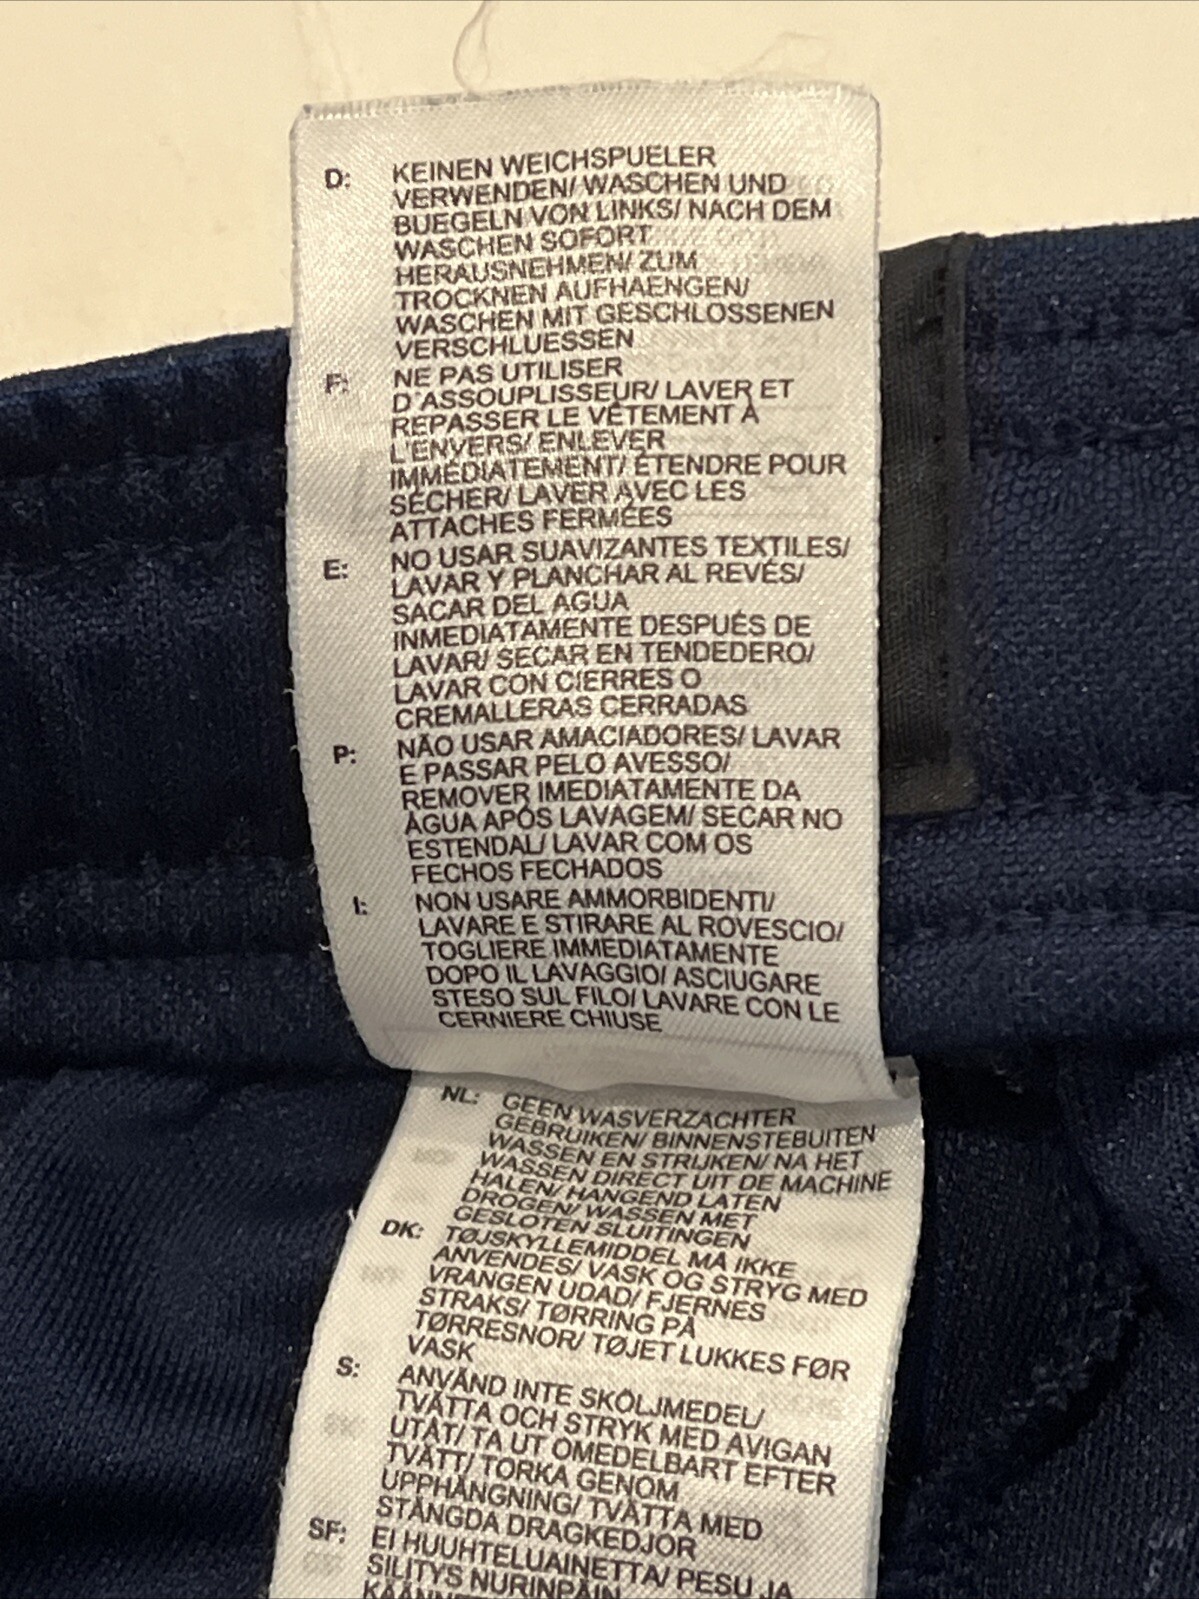 D: KEINEN WEICHSPUELER
VERWENDEN/ WASCHEN UND
BUEGELN VON LINKS/ NACH DEM
WASCHEN SOFORT
HERAUSNEHMEN/ ZUM
TROCKNEN AUFHAENGEN/
WASCHEN MIT GESCHLOSSENEN
VERSCHLUESSEN
F: NE PAS UTILISER
D'ASSOUPLISSEUR/ LAVER ET
REPASSER LE VÊTEMENT À
L'ENVERS/ ENLEVER
IMMÉDIATEMENT/ ÉTENDRE POUR
SÉCHER/ LAVER AVEC LES
ATTACHES FERMÉES
E: NO USAR SUAVIZANTES TEXTILES/
LAVAR Y PLANCHAR AL REVÉS/
SACAR DEL AGUA
INMEDIATAMENTE DESPUÉS DE
LAVAR/ SECAR EN TENDEDERO/
LAVAR CON CIERRES O
CREMALLERAS CERRADAS
P: NÃO USAR AMACIADORES/ LAVAR
E PASSAR PELO AVESSO/
REMOVER IMEDIATAMENTE DA
ÁGUA APÓS LAVAGEM/ SECAR NO
ESTENDAL/ LAVAR COM OS
FECHOS FECHADOS
I: NON USARE AMMORBIDENTI/
LAVARE E STIRARE AL ROVESCIO/
TOGLIERE IMMEDIATAMENTE
DOPO IL LAVAGGIO/ ASCIUGARE
STESO SUL FILO/ LAVARE CON LE
CERNIERE CHIUSE
NL: GEEN WASVERZACHTER
GEBRUIKEN/ BINNENSTEBUITEN
WASSEN EN STRIJKEN/ NA HET
WASSEN DIRECT UIT DE MACHINE
HALEN/ HANGEND LATEN
DROGEN/ WASSEN MET
GESLOTEN SLUITINGEN
DK: TØJSKYLLEMIDDEL MÅ IKKE
ANVENDES/ VASK OG STRYG MED
VRANGEN UDAD/ FJERNES
STRAKS/ TØRRING PÅ
TØRRESNOR/ TØJET LUKKES FØR
VASK
S: ANVÄND INTE SKÖLJMEDEL/
TVÄTTA OCH STRYK MED AVIGAN
UTÅT/ TA UT OMEDELBART EFTER
TVÄTT/ TORKA GENOM
UPPHÄNGNING/ TVÄTTA MED
STÄNGDA DRAGKEDJOR
SF: EI HUUHTELUAINETTA/ PESU JA
SILITYS NURINPÄIN